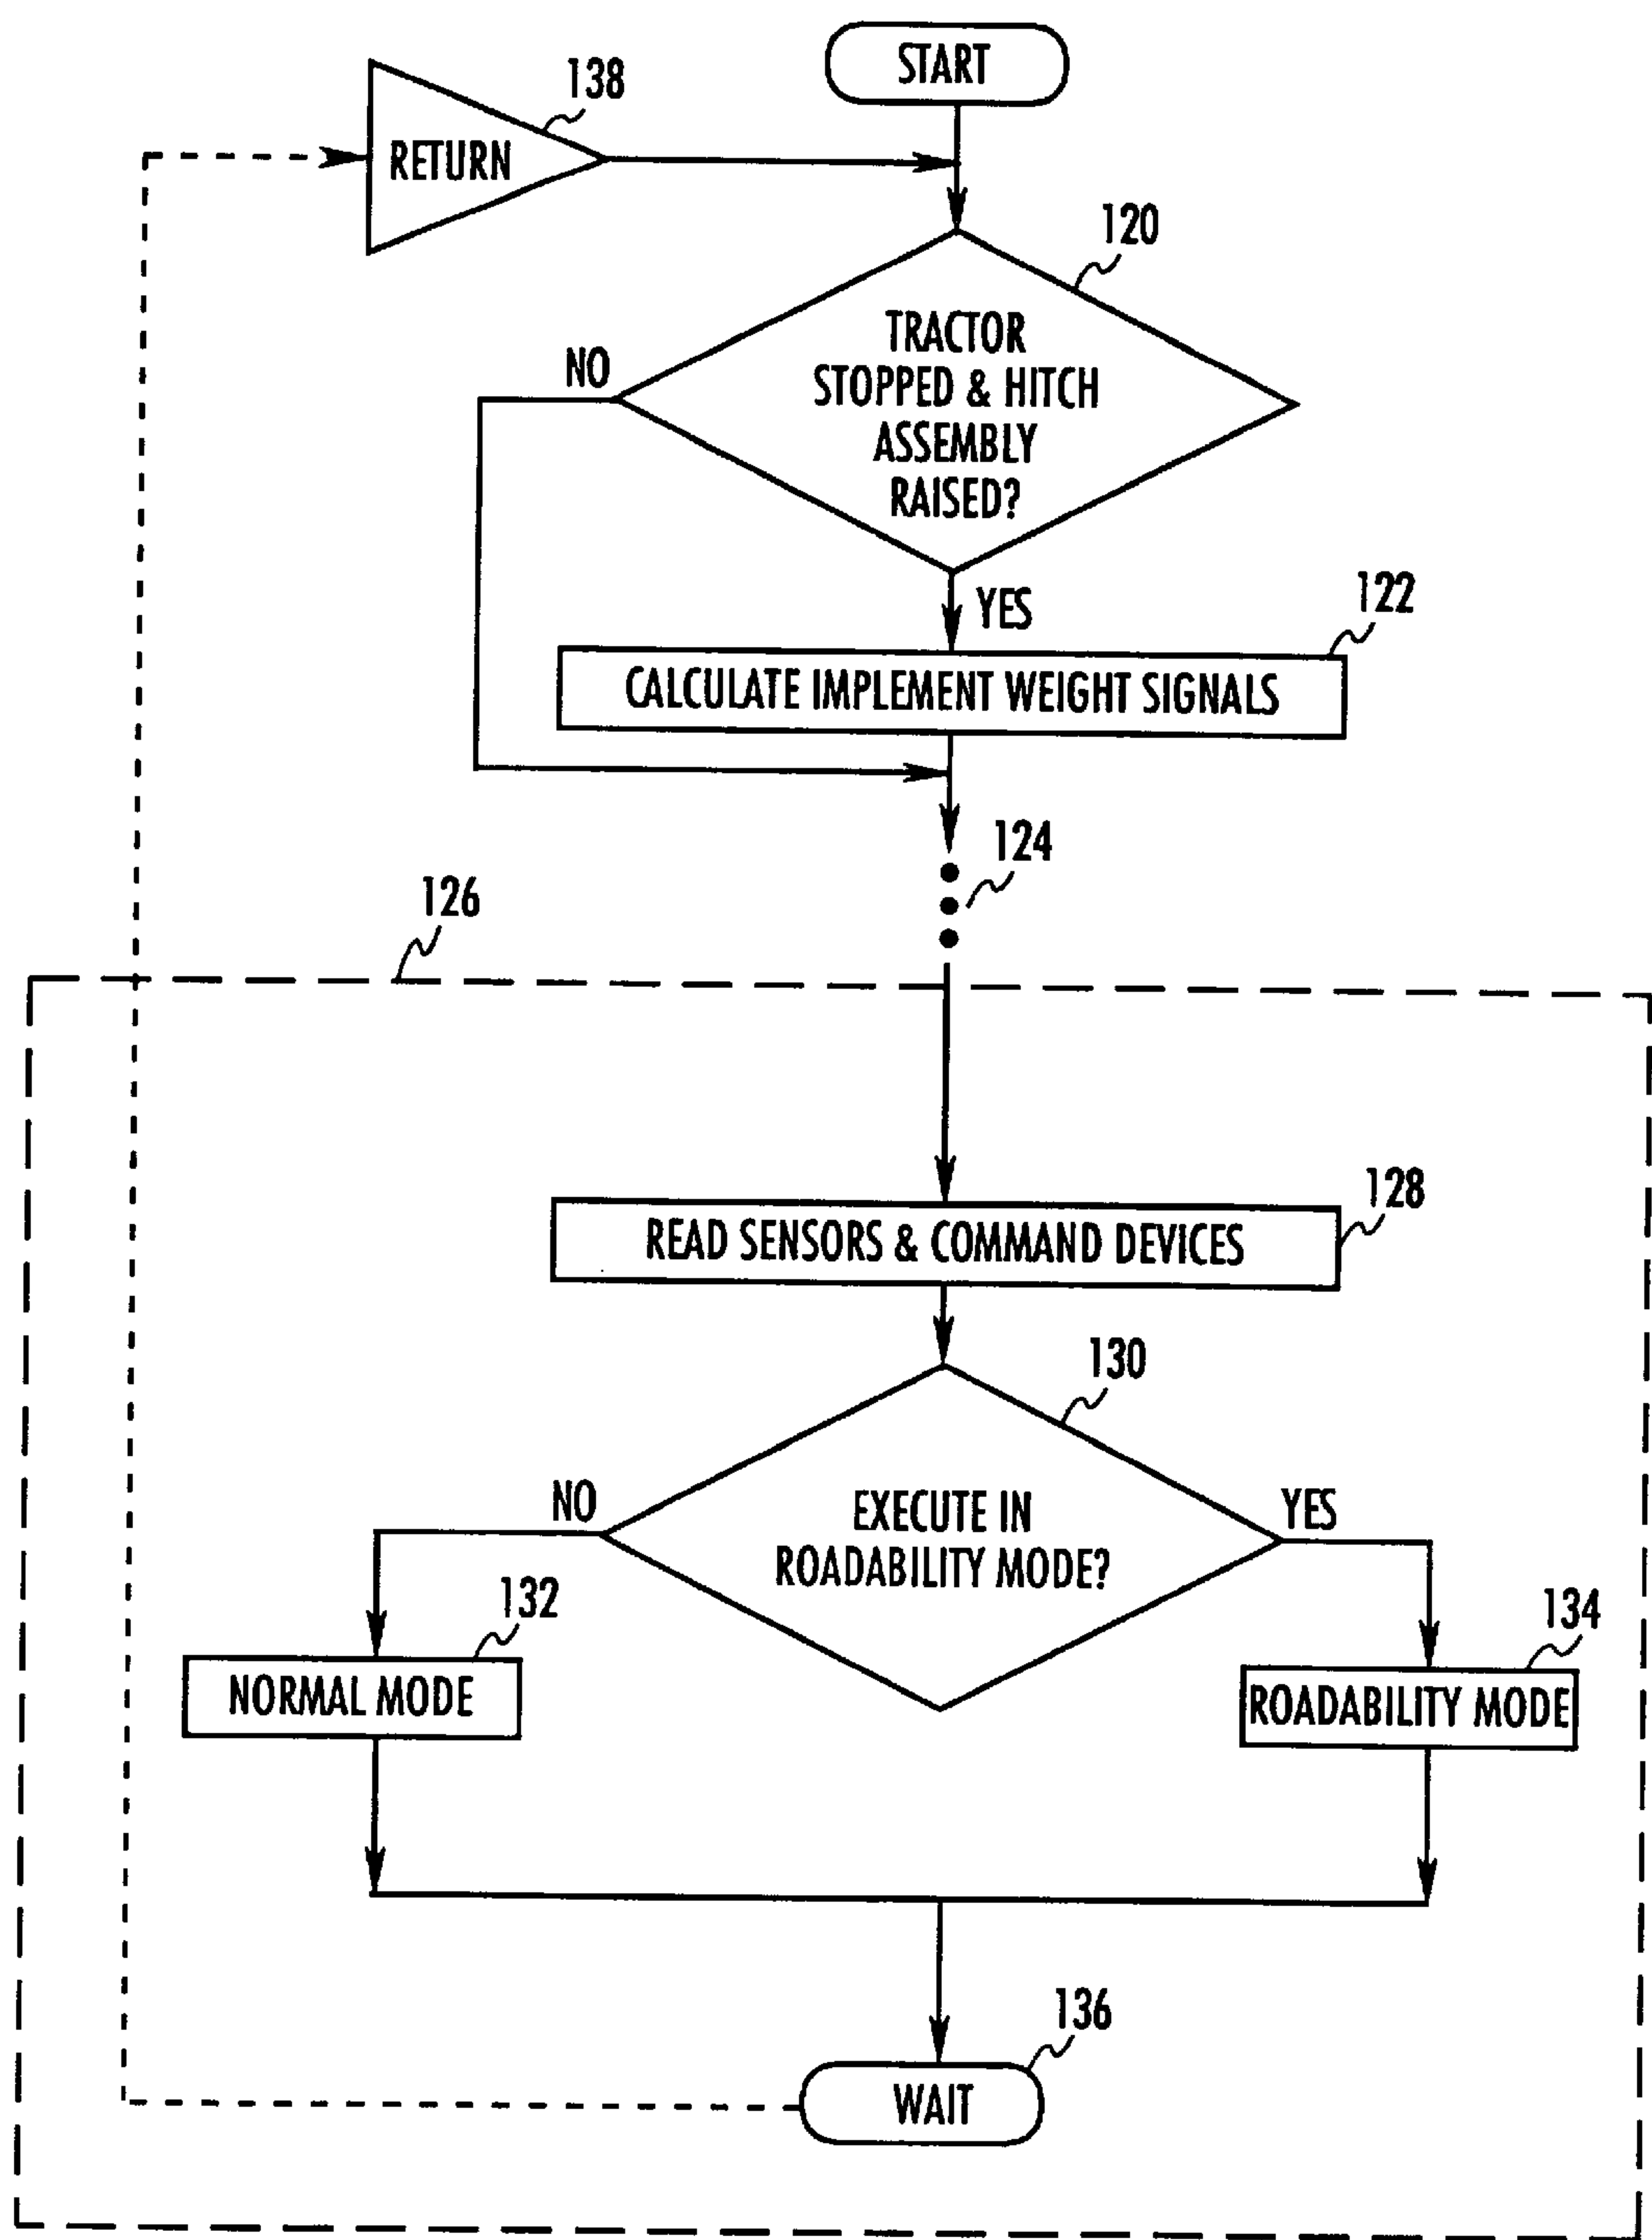 START
138
RETURN
120
TRACTOR
STOPPED & HITCH
ASSEMBLY
RAISED?
NO
YES
122
CALCULATE IMPLEMENT WEIGHT SIGNALS
124
126
128
READ SENSORS & COMMAND DEVICES
130
EXECUTE IN
ROADABILITY MODE?
NO
YES
132
NORMAL MODE
134
ROADABILITY MODE
136
WAIT